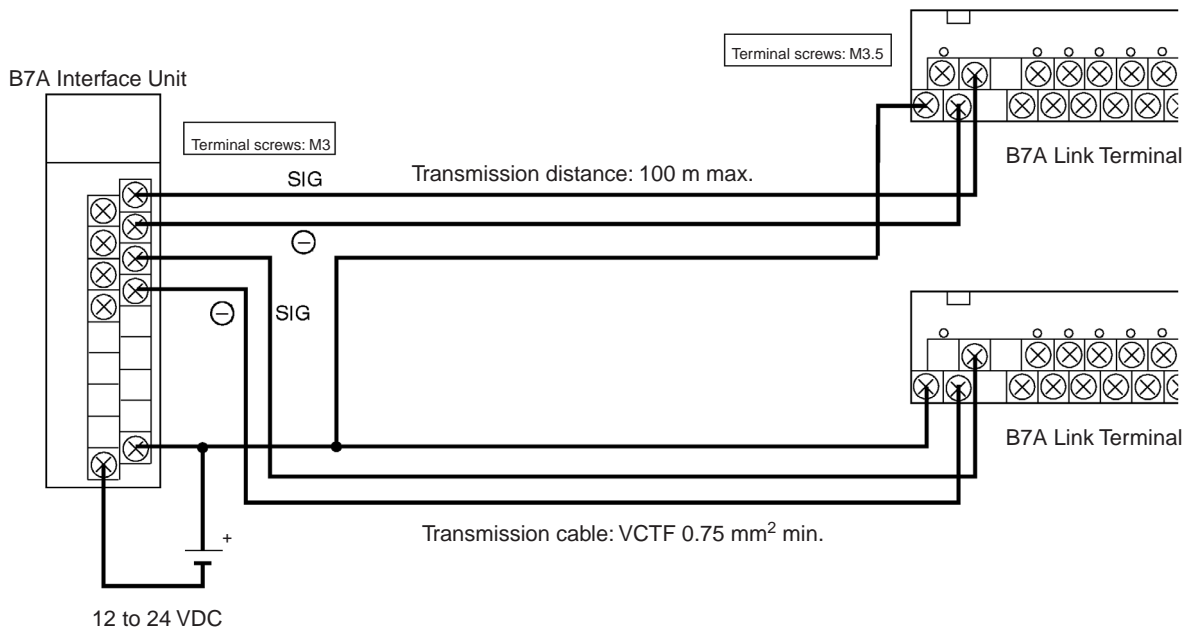 Terminal screws: M3.5
B7A Interface Unit
Terminal screws: M3
B7A Link Terminal
SIG
Transmission distance: 100 m max.
⊖
⊖
SIG
B7A Link Terminal
Transmission cable: VCTF 0.75 mm² min.
+
12 to 24 VDC